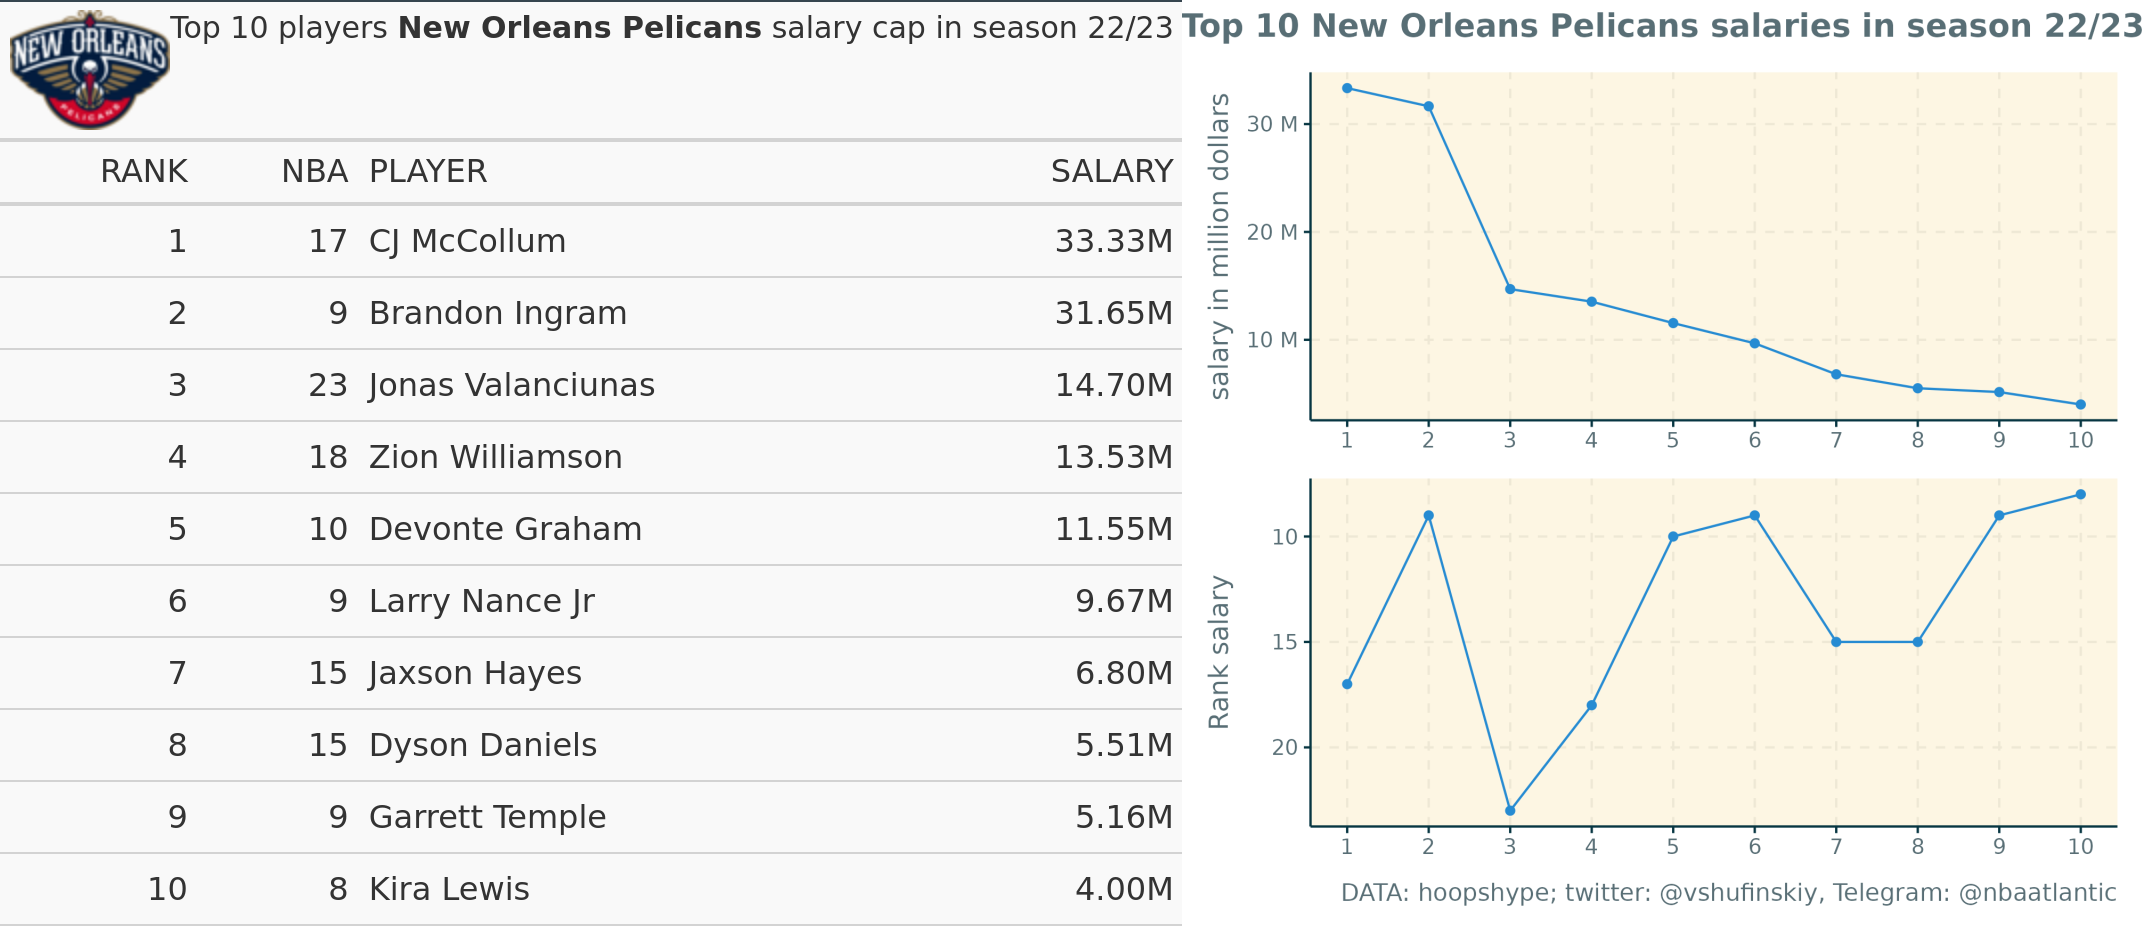 NEW ORLEANS
PELICANS
Top 10 players New Orleans Pelicans salary cap in season 22/23
RANK NBA PLAYER SALARY
1 17 CJ McCollum 33.33M
2 9 Brandon Ingram 31.65M
3 23 Jonas Valanciunas 14.70M
4 18 Zion Williamson 13.53M
5 10 Devonte Graham 11.55M
6 9 Larry Nance Jr 9.67M
7 15 Jaxson Hayes 6.80M
8 15 Dyson Daniels 5.51M
9 9 Garrett Temple 5.16M
10 8 Kira Lewis 4.00M
Top 10 New Orleans Pelicans salaries in season 22/23
salary in million dollars
30 M
20 M
10 M
1 2 3 4 5 6 7 8 9 10
Rank salary
10
15
20
1 2 3 4 5 6 7 8 9 10
DATA: hoopshype; twitter: @vshufinskiy, Telegram: @nbaatlantic